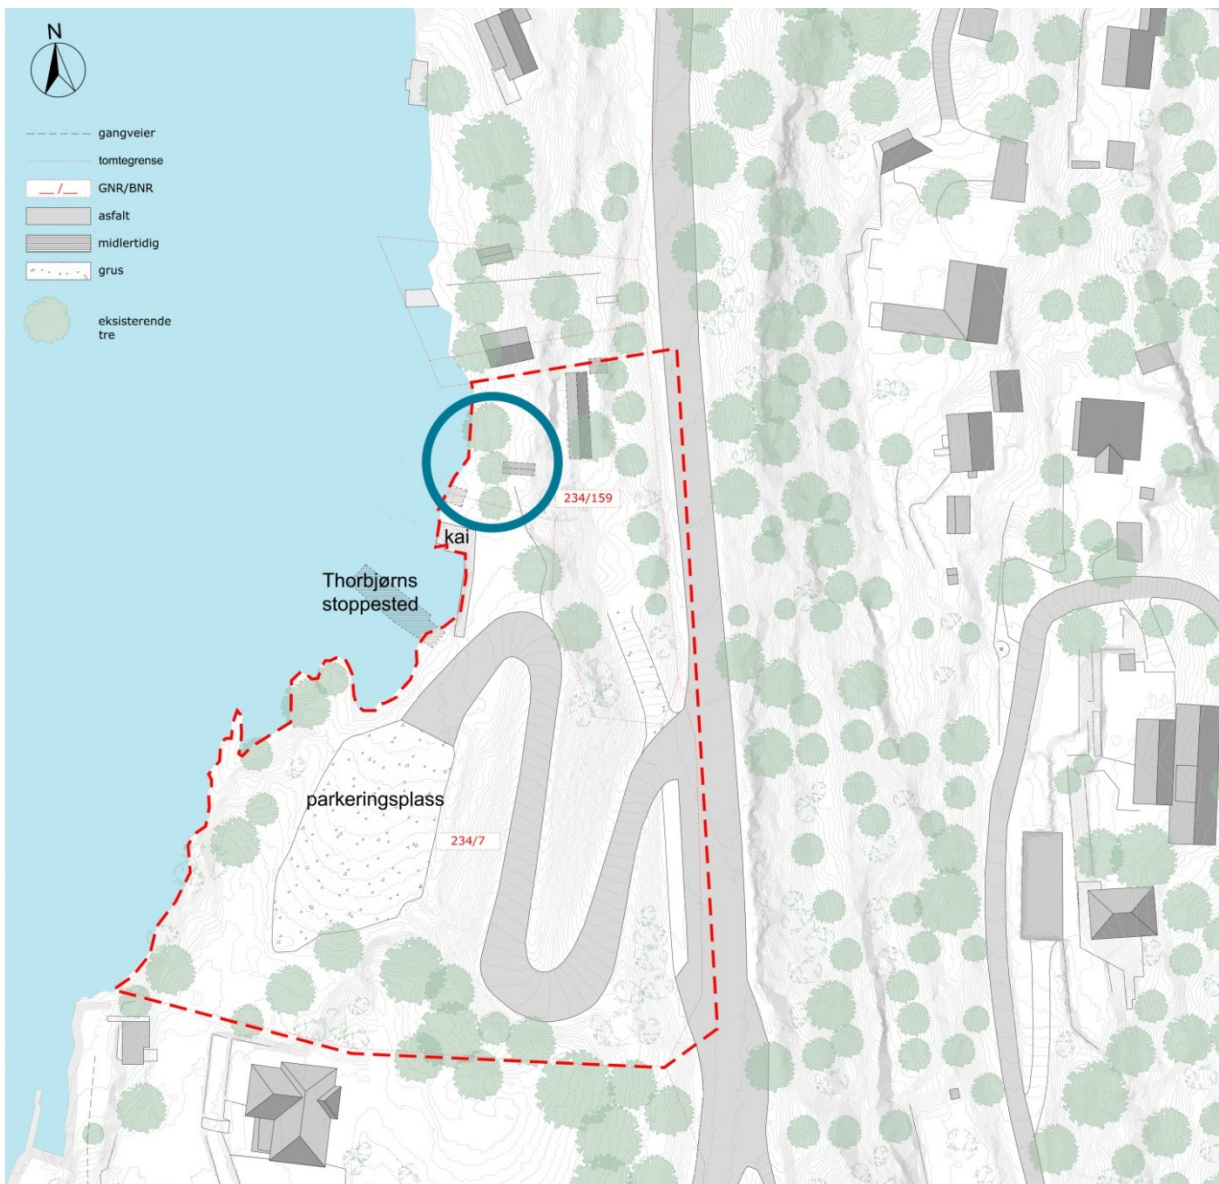 N
gangveier
tomtegrense
__/__ GNR/BNR
asfalt
midlertidig
grus
eksisterende
tre
234/159
kai
Thorbjørns
stoppested
parkeringsplass
234/7